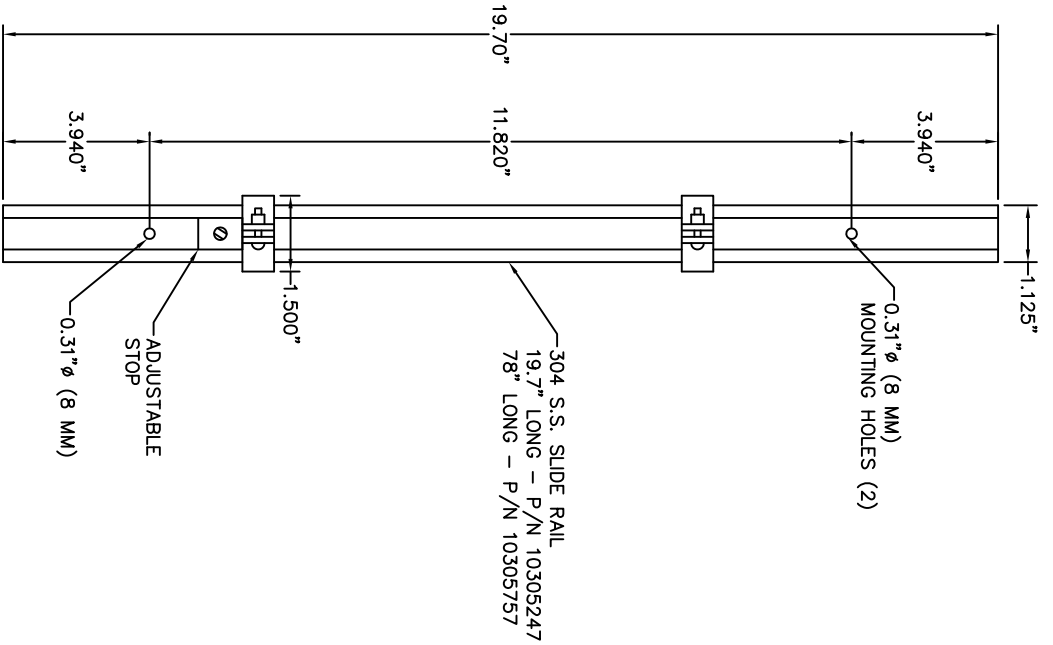 19.70"
3.940"
11.820"
3.940"
1.125"
1.500"
0.31"ø (8 MM)
MOUNTING HOLES (2)
304 S.S. SLIDE RAIL
19.7" LONG - P/N 10305247
78" LONG - P/N 10305757
ADJUSTABLE
STOP
0.31"ø (8 MM)